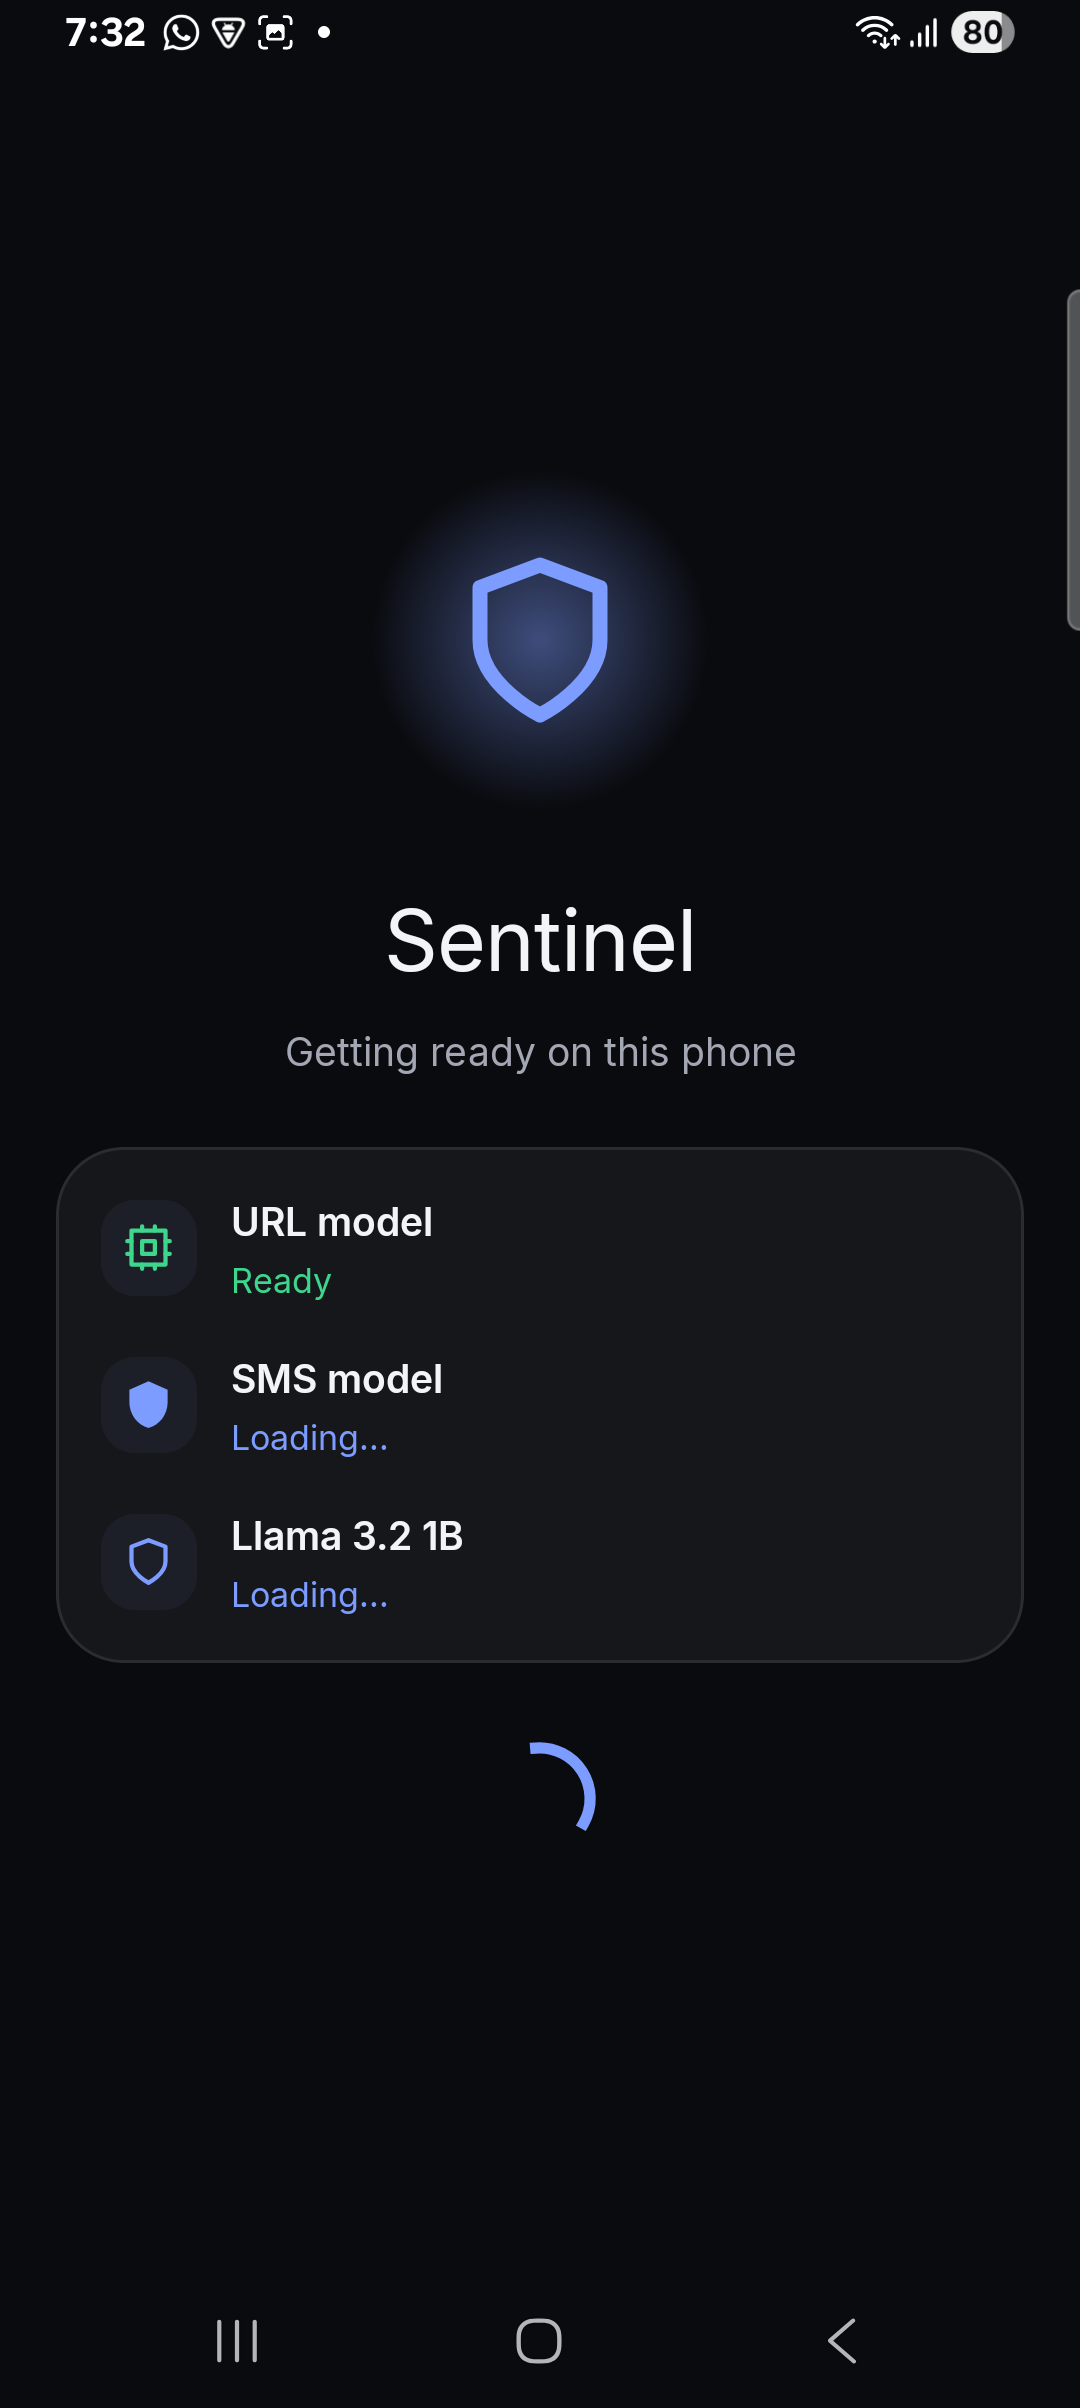 7:32
80
Sentinel
Getting ready on this phone
URL model
Ready
SMS model
Loading...
Llama 3.2 1B
Loading...